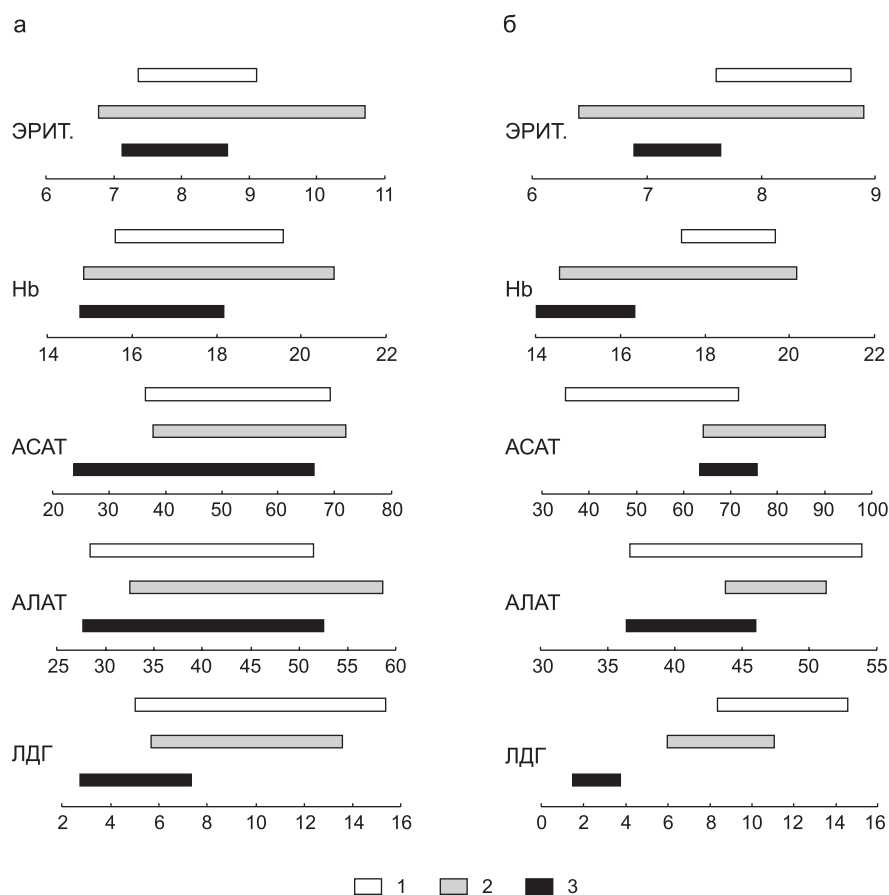 а б
ЭРИТ. ЭРИТ.
6 7 8 9 10 11 6 7 8 9
Hb Hb
14 16 18 20 22 14 16 18 20 22
АСАТ АСАТ
20 30 40 50 60 70 80 30 40 50 60 70 80 90 100
АЛАТ АЛАТ
25 30 35 40 45 50 55 60 30 35 40 45 50 55
ЛДГ ЛДГ
2 4 6 8 10 12 14 16 0 2 4 6 8 10 12 14 16
1 2 3